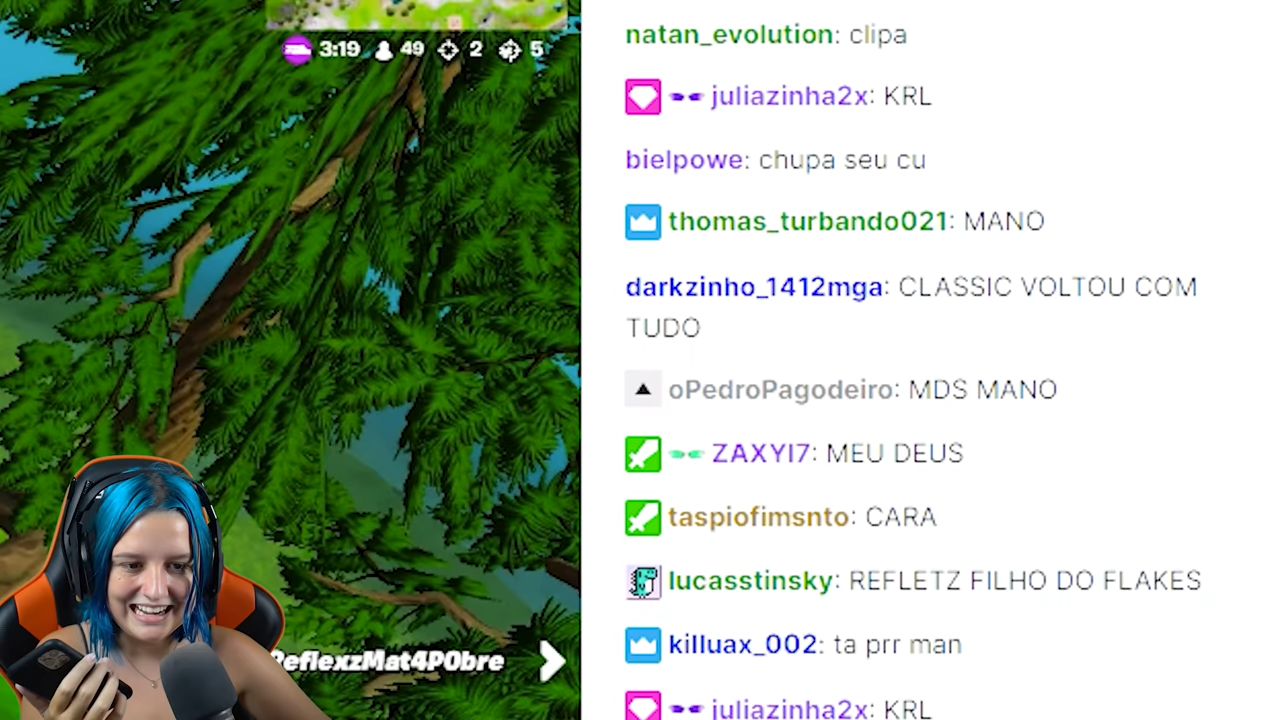 3:19 49 2 5
natan_evolution: clipa
juliazinha2x: KRL
bielpowe: chupa seu cu
thomas_turbando021: MANO
darkzinho_1412mga: CLASSIC VOLTOU COM
TUDO
oPedroPagodeiro: MDS MANO
ZAXYI7: MEU DEUS
taspiofimsnto: CARA
lucasstinsky: REFLETZ FILHO DO FLAKES
killuax_002: ta prr man
ReflexzMat4P0bre
juliazinha2x: KRL